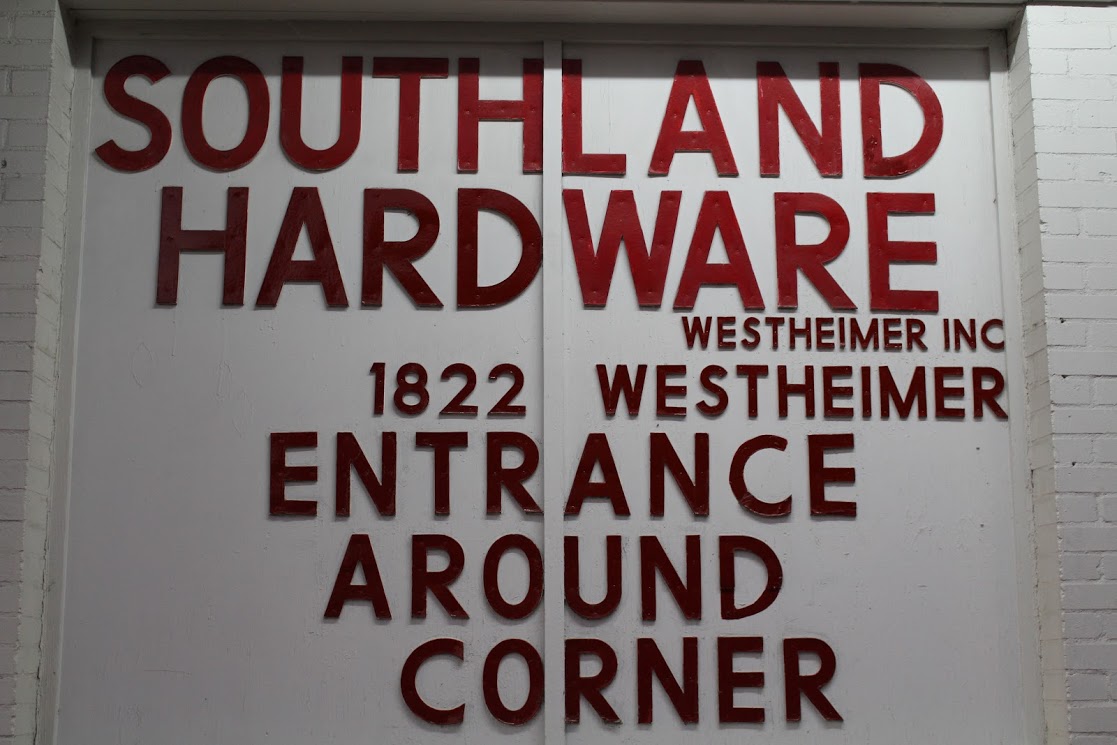 SOUTHLAND
HARDWARE
WESTHEIMER INC
1822 WESTHEIMER
ENTRANCE
AROUND
CORNER